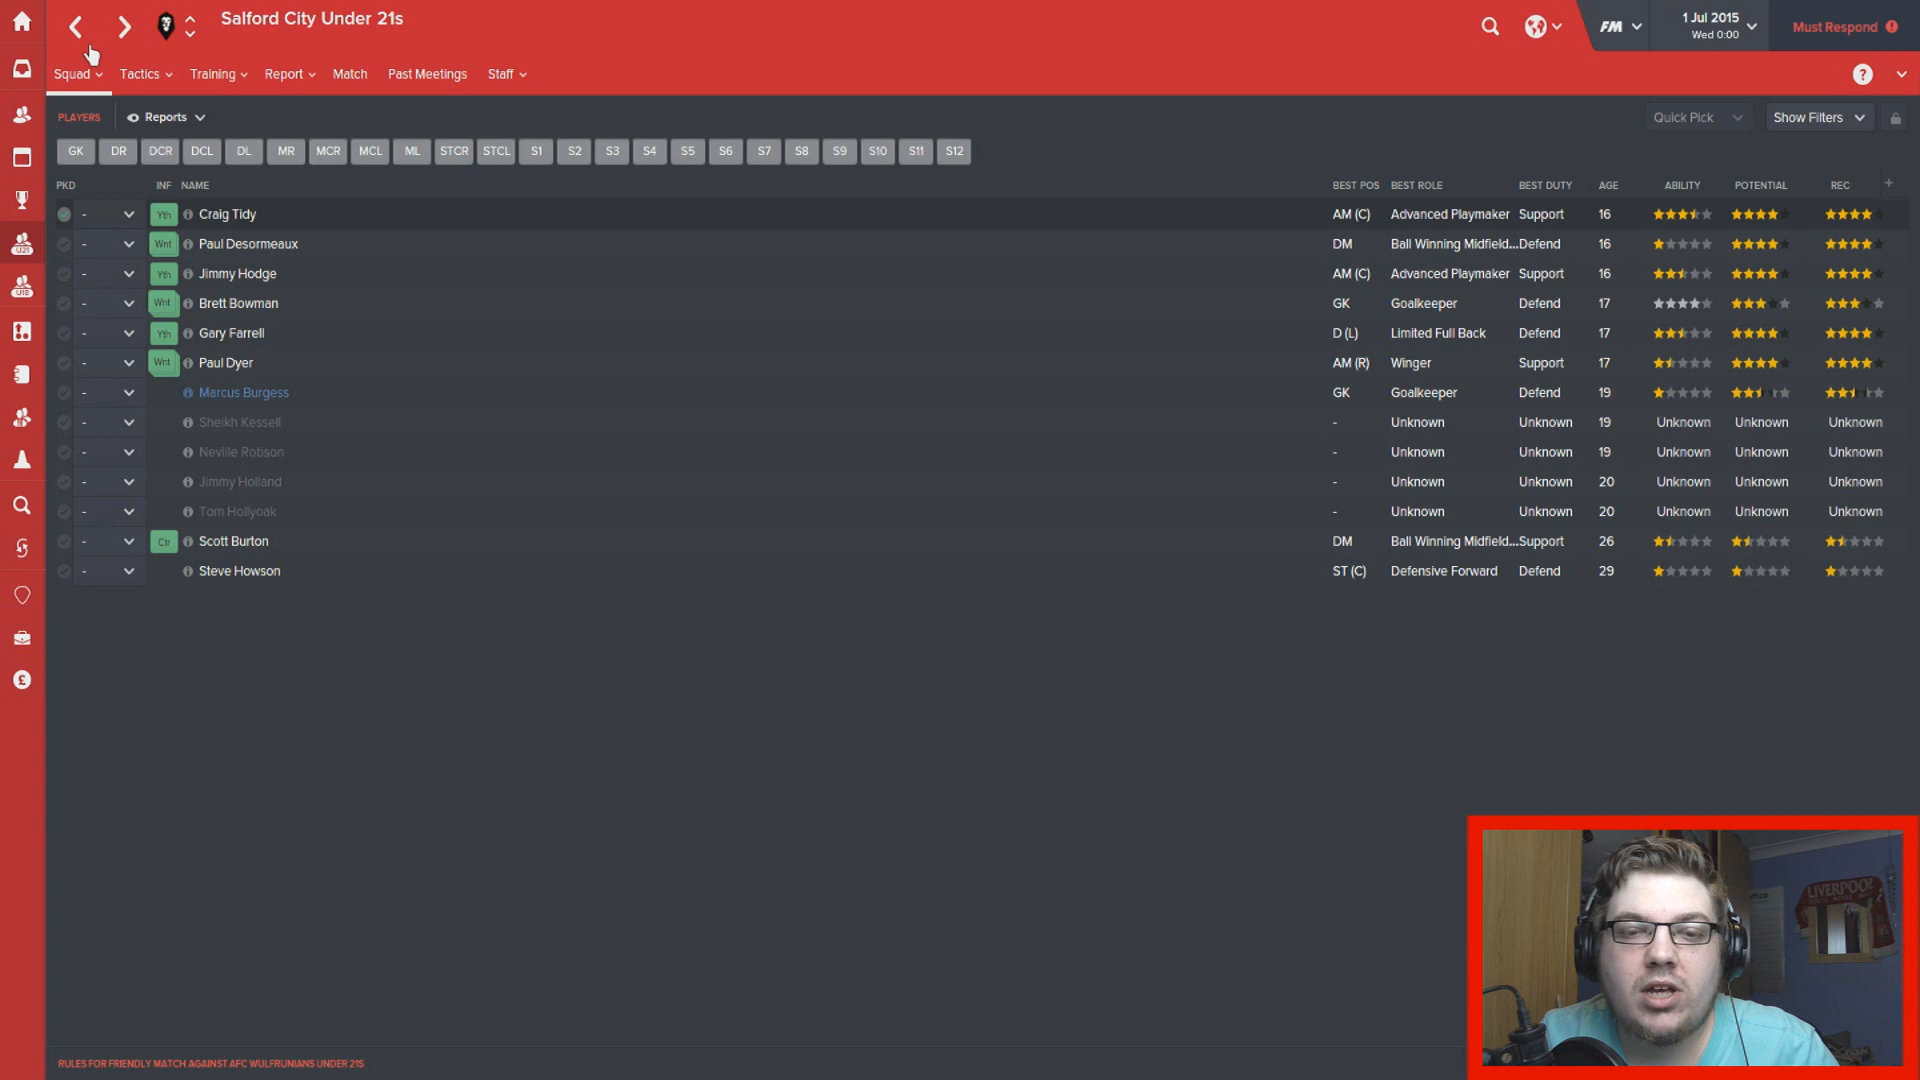 Salford City Under 21s
FM
1 Jul 2015
Wed 0:00
Must Respond
Squad Tactics Training Report Match Past Meetings Staff
PLAYERS Reports Quick Pick Show Filters
GK DR DCR DCL DL MR MCR MCL ML STCR STCL S1 S2 S3 S4 S5 S6 S7 S8 S9 S10 S11 S12
PKD INF NAME BEST POS BEST ROLE BEST DUTY AGE ABILITY POTENTIAL REC +
- Yth Craig Tidy AM (C) Advanced Playmaker Support 16
- Wnt Paul Desormeaux DM Ball Winning Midfield... Defend 16
- Yth Jimmy Hodge AM (C) Advanced Playmaker Support 16
- Wnt Brett Bowman GK Goalkeeper Defend 17
- Yth Gary Farrell D (L) Limited Full Back Defend 17
- Wnt Paul Dyer AM (R) Winger Support 17
- Marcus Burgess GK Goalkeeper Defend 19
- Sheikh Kessell - Unknown Unknown 19 Unknown Unknown Unknown
- Neville Robson - Unknown Unknown 19 Unknown Unknown Unknown
- Jimmy Holland - Unknown Unknown 20 Unknown Unknown Unknown
- Tom Hollyoak - Unknown Unknown 20 Unknown Unknown Unknown
- Ctr Scott Burton DM Ball Winning Midfield... Support 26
- Steve Howson ST (C) Defensive Forward Defend 29
U21
U18
LIVERPOOL
RULES FOR FRIENDLY MATCH AGAINST AFC WULFRUNIANS UNDER 21S